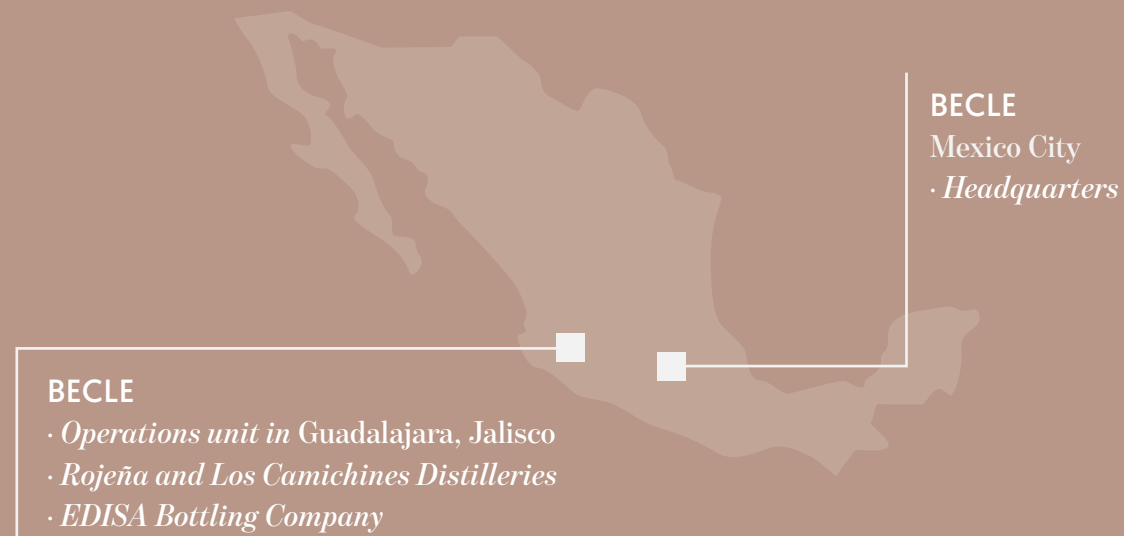 BECLE
Mexico City
· Headquarters
BECLE
· Operations unit in Guadalajara, Jalisco
· Rojeña and Los Camichines Distilleries
· EDISA Bottling Company